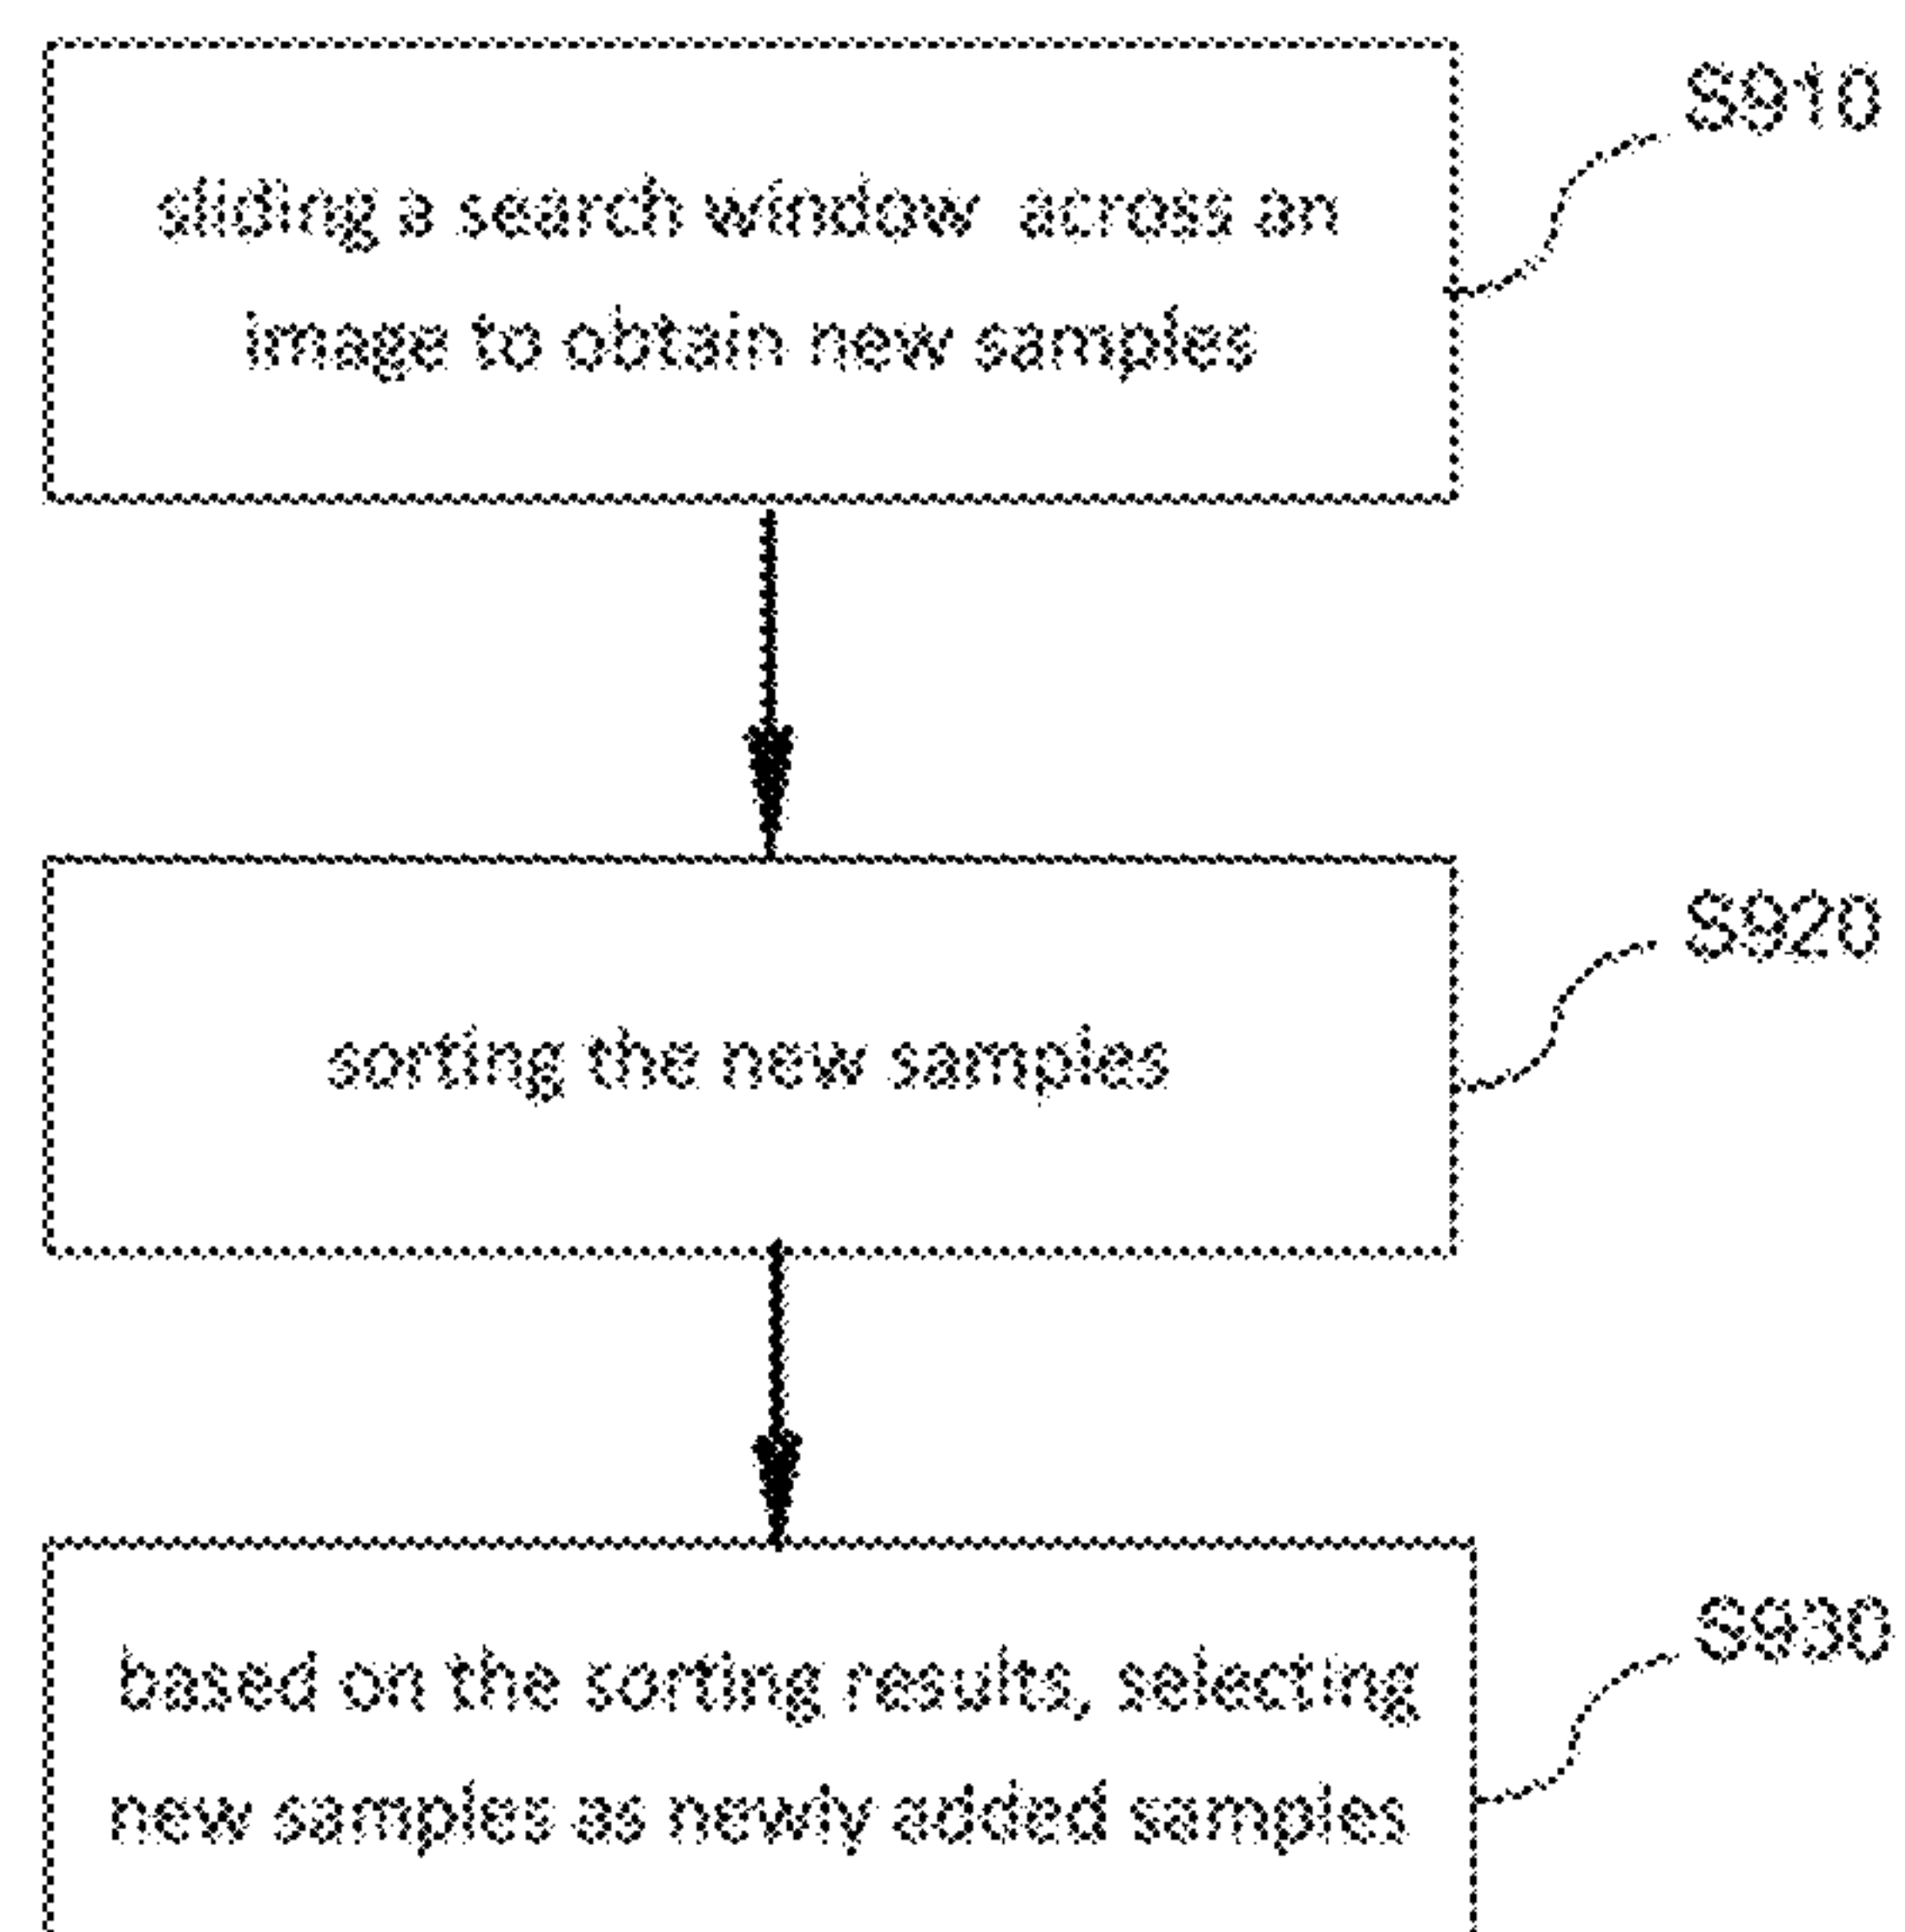 S910
sliding a search window across an
image to obtain new samples
S920
sorting the new samples
S930
based on the sorting results, selecting
new samples as newly added samples